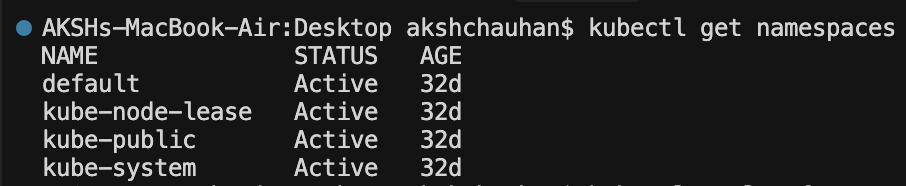 AKSHs-MacBook-Air:Desktop akshchauhan$ kubectl get namespaces
NAME STATUS AGE
default Active 32d
kube-node-lease Active 32d
kube-public Active 32d
kube-system Active 32d